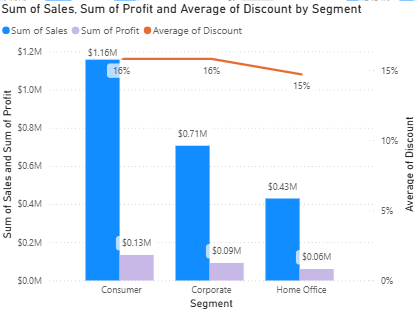 Sum of Sales, Sum of Profit and Average of Discount by Segment
Sum of Sales Sum of Profit Average of Discount
$1.2M
$1.0M
$0.8M
$0.6M
$0.4M
$0.2M
$0.0M
Sum of Sales and Sum of Profit
$1.16M
16%
$0.13M
$0.71M
16%
$0.09M
$0.43M
15%
$0.06M
15%
10%
5%
0%
Average of Discount
Consumer Corporate Home Office
Segment